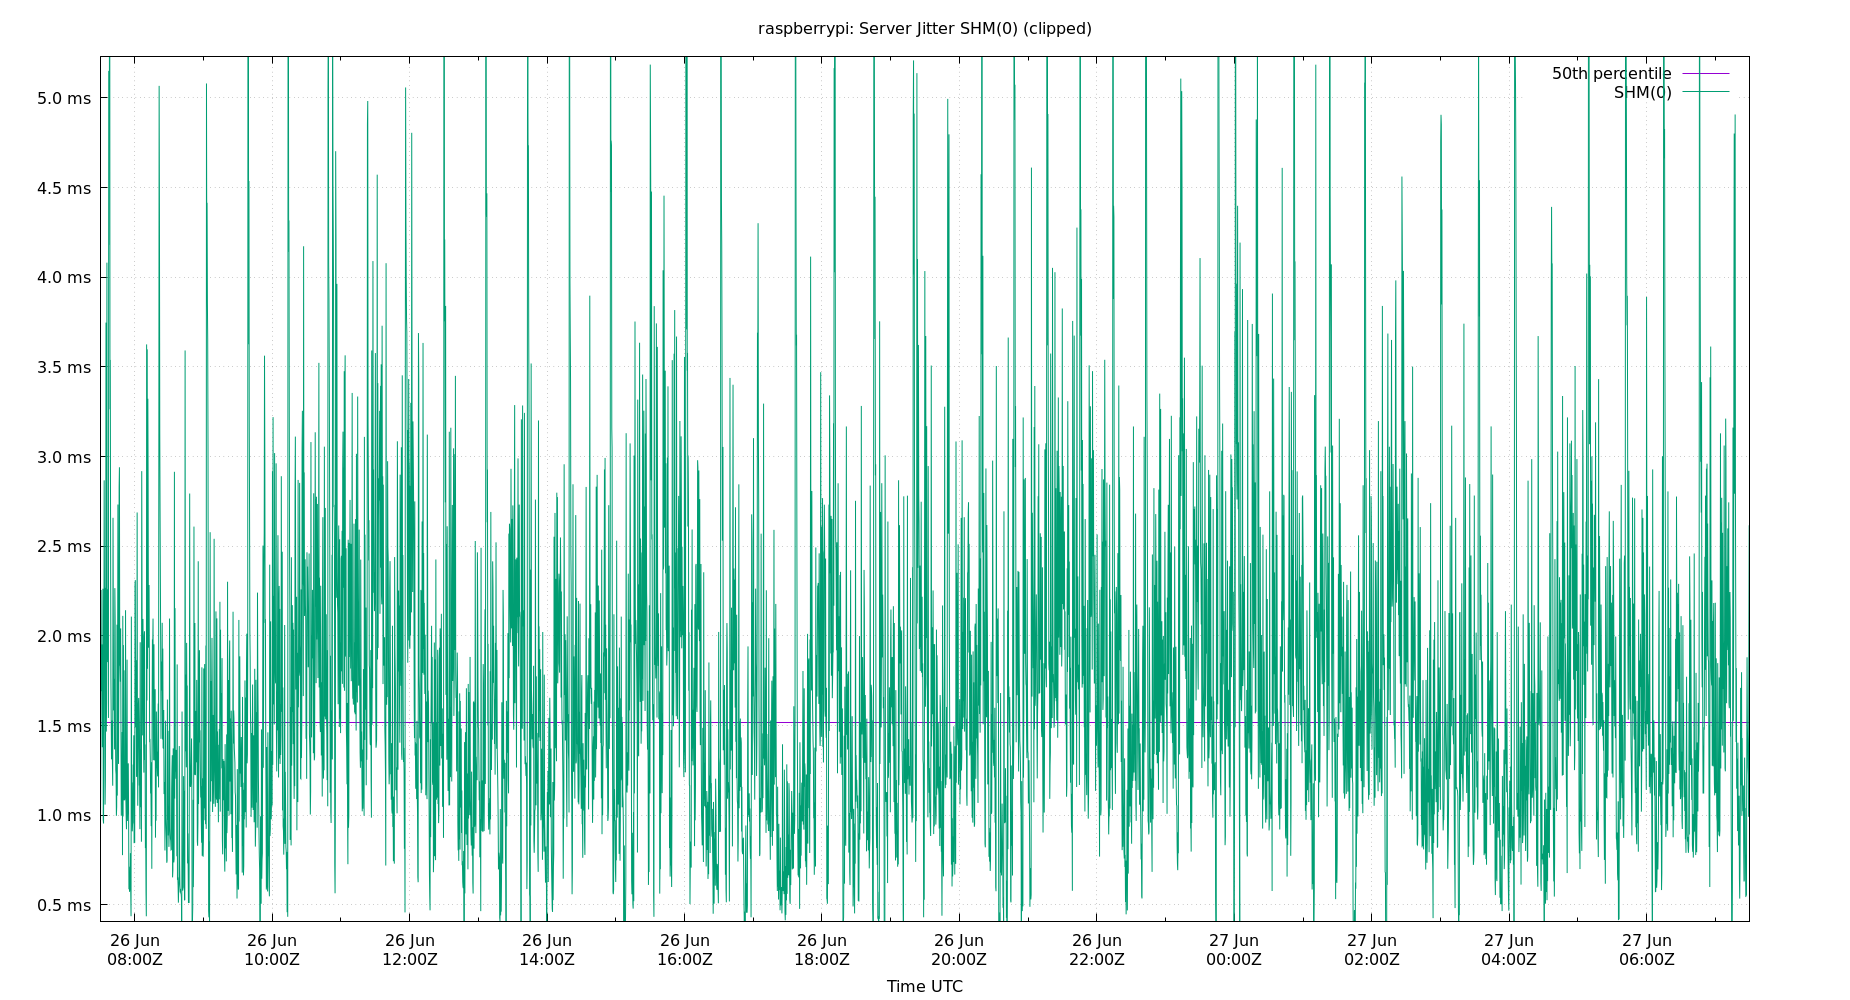 raspberrypi: Server Jitter SHM(0) (clipped)
50th percentile
SHM(0)
5.0 ms
4.5 ms
4.0 ms
3.5 ms
3.0 ms
2.5 ms
2.0 ms
1.5 ms
1.0 ms
0.5 ms
26 Jun 26 Jun 26 Jun 26 Jun 26 Jun 26 Jun 26 Jun 26 Jun 27 Jun 27 Jun 27 Jun 27 Jun
08:00Z 10:00Z 12:00Z 14:00Z 16:00Z 18:00Z 20:00Z 22:00Z 00:00Z 02:00Z 04:00Z 06:00Z
Time UTC